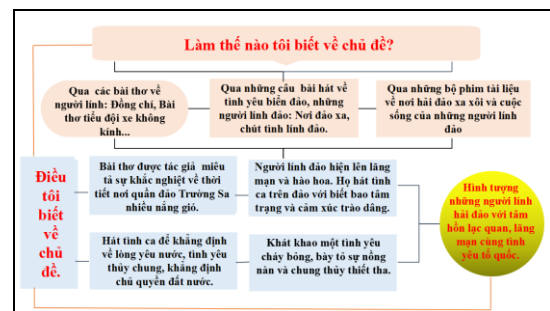 Làm thế nào tôi biết về chủ đề?
Qua các bài thơ về
người lính: Đồng chí, Bài
thơ tiểu đội xe không
kính...
Qua những câu bài hát về
tình yêu biển đảo, những
người lính đảo: Nơi đảo xa,
chút tình lính đảo.
Qua những bộ phim tài liệu
về nơi hải đảo xa xôi và cuộc
sống của những người lính
đảo
Điều
tôi
biết
về
chủ
đề.
Bài thơ được tác giả miêu
tả sự khắc nghiệt về thời
tiết nơi quần đảo Trường Sa
nhiều nắng gió.
Người lính đảo hiện lên lãng
mạn và hào hoa. Họ hát tình
ca trên đảo với biết bao tâm
trạng và cảm xúc trào dâng.
Hát tình ca để khẳng định
về lòng yêu nước, tình yêu
thủy chung, khẳng định
chủ quyền đất nước.
Khát khao một tình yêu
cháy bỏng, bày tỏ sự nồng
nàn và chung thủy thiết tha.
Hình tượng
những người lính
hải đảo với tâm
hồn lạc quan, lãng
mạn cùng tình
yêu tổ quốc.